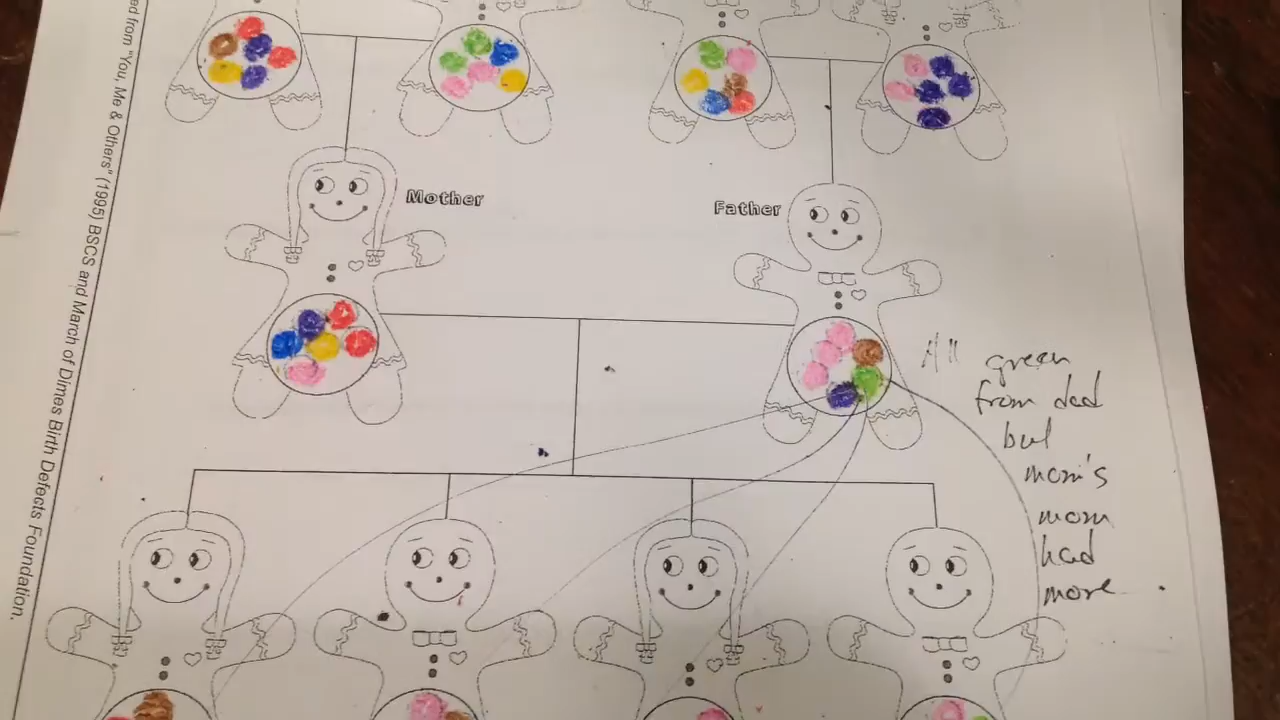 ed from "You, Me & Others" (1995) BSCS and March of Dimes Birth Defects Foundation.
Mother
Father
All green
from dad
but
mom's
mom
had
more